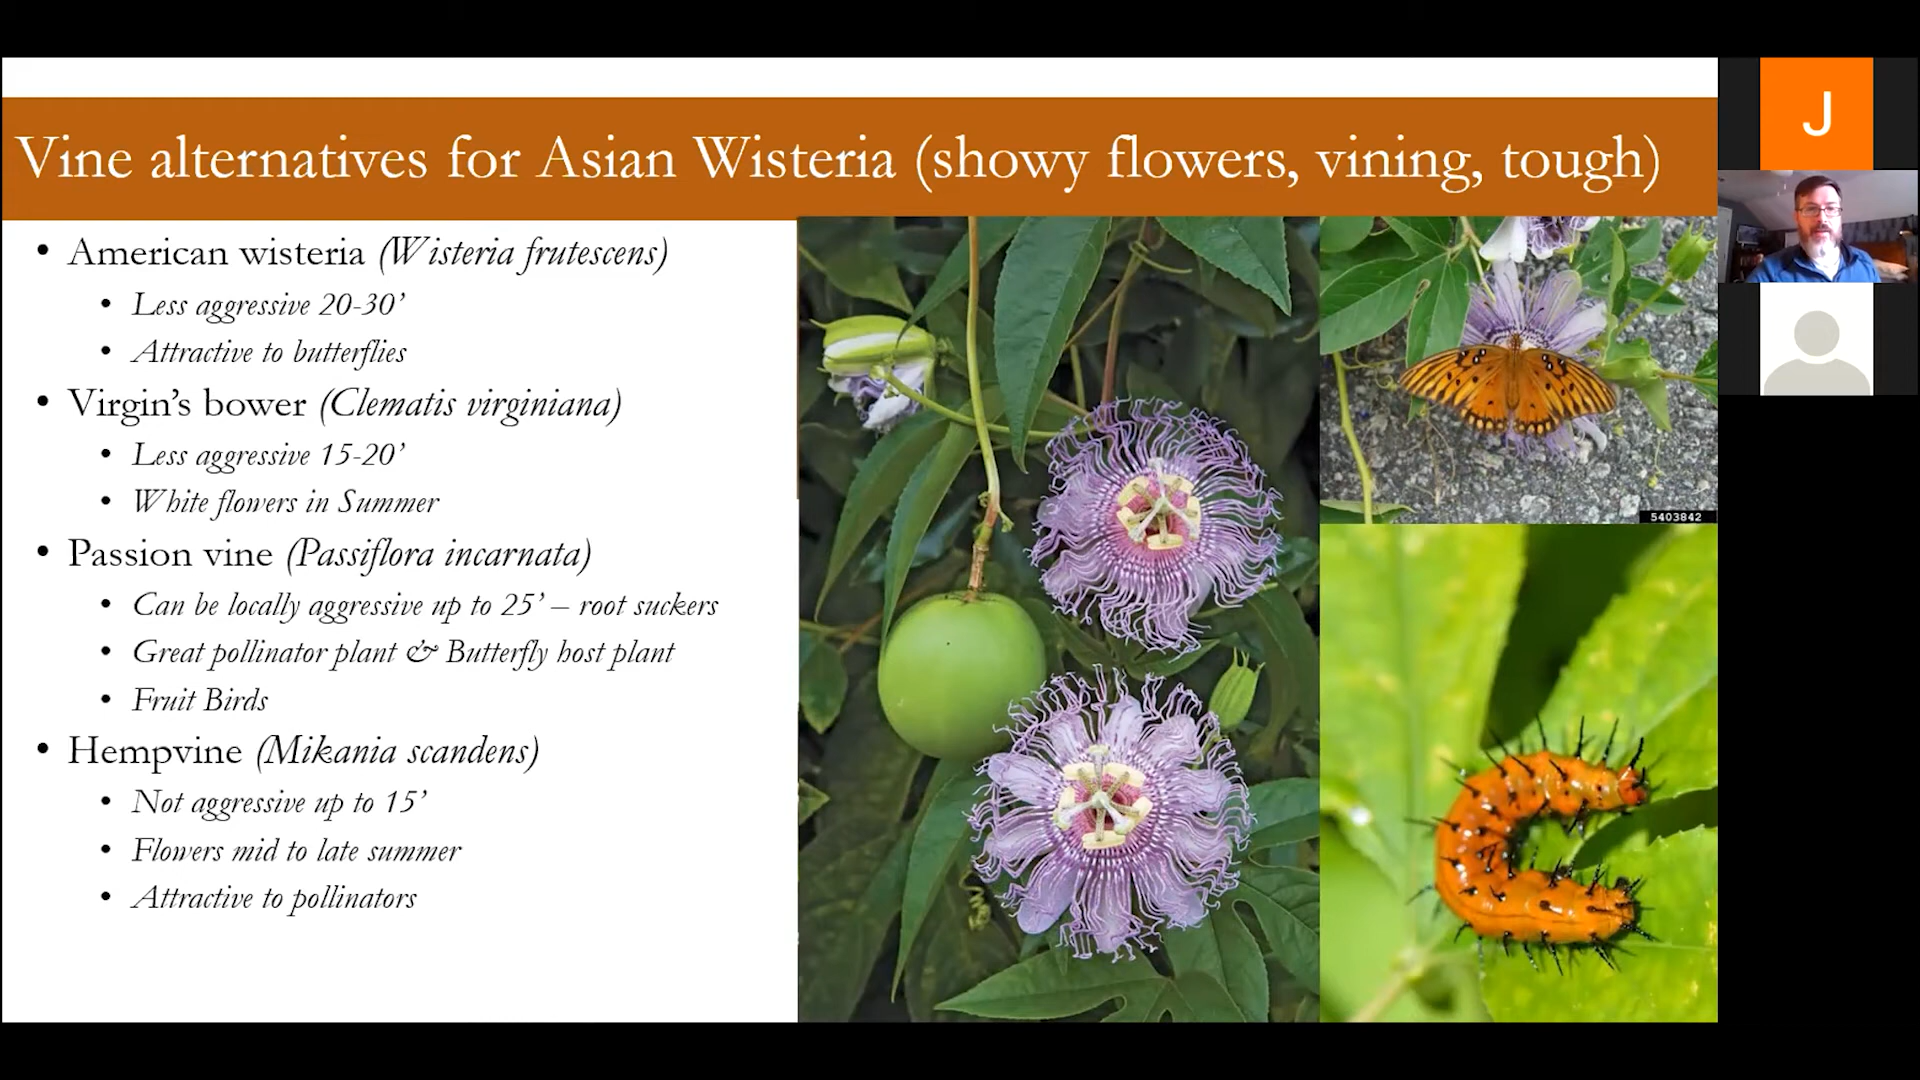 Vine alternatives for Asian Wisteria (showy flowers, vining, tough)
• American wisteria (Wisteria frutescens)
• Less aggressive 20-30’
• Attractive to butterflies
• Virgin’s bower (Clematis virginiana)
• Less aggressive 15-20’
• White flowers in Summer
• Passion vine (Passiflora incarnata)
• Can be locally aggressive up to 25’ – root suckers
• Great pollinator plant & Butterfly host plant
• Fruit Birds
• Hempvine (Mikania scandens)
• Not aggressive up to 15’
• Flowers mid to late summer
• Attractive to pollinators
5403842
J